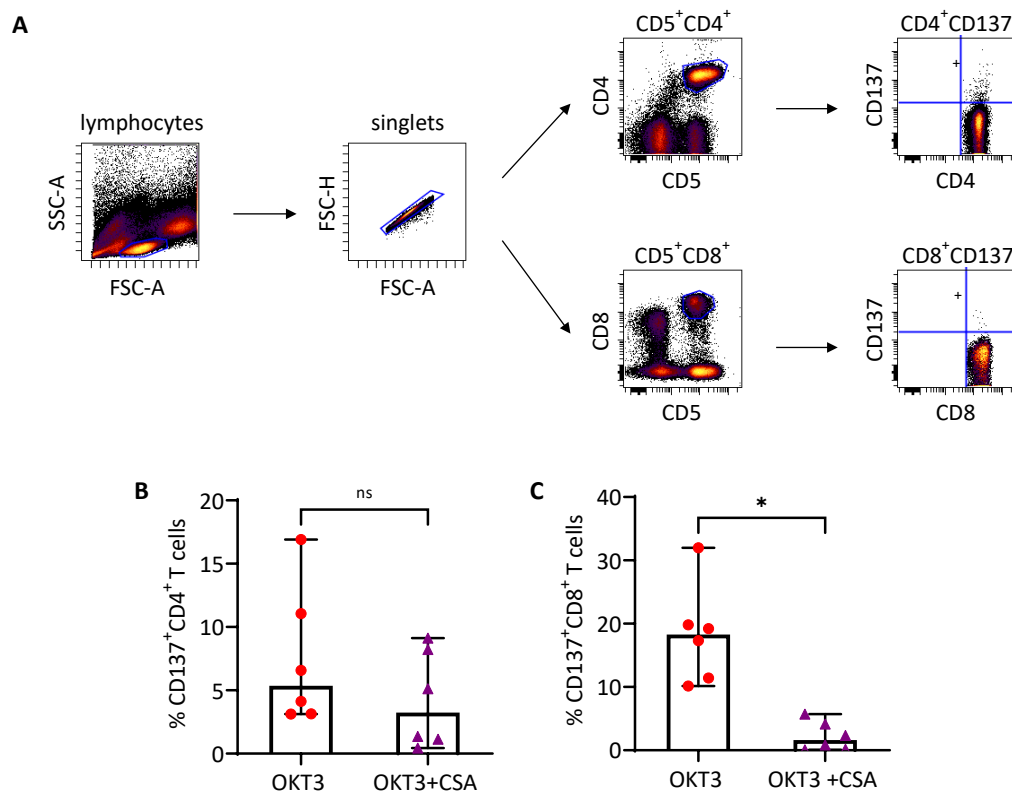 A
lymphocytes
SSC-A
FSC-A
singlets
FSC-H
FSC-A
CD5⁺CD4⁺
CD4
CD5
CD4⁺CD137
CD137
+
CD4
CD5⁺CD8⁺
CD8
CD5
CD8⁺CD137
CD137
+
CD8
B
ns
% CD137⁺CD4⁺ T cells
20
15
10
5
0
OKT3
OKT3+CSA
C
*
% CD137⁺CD8⁺ T cells
40
30
20
10
0
OKT3
OKT3 +CSA